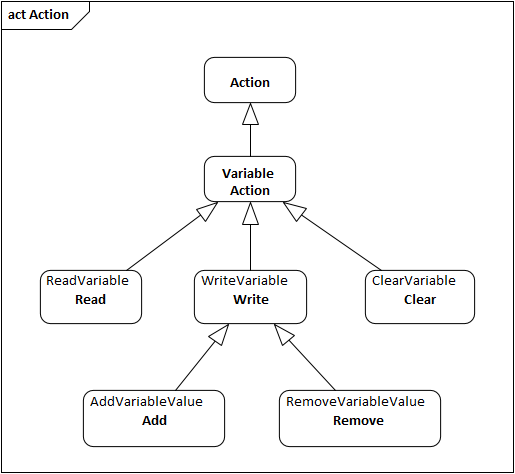 act Action
Action
Variable
Action
ReadVariable
Read
WriteVariable
Write
ClearVariable
Clear
AddVariableValue
Add
RemoveVariableValue
Remove